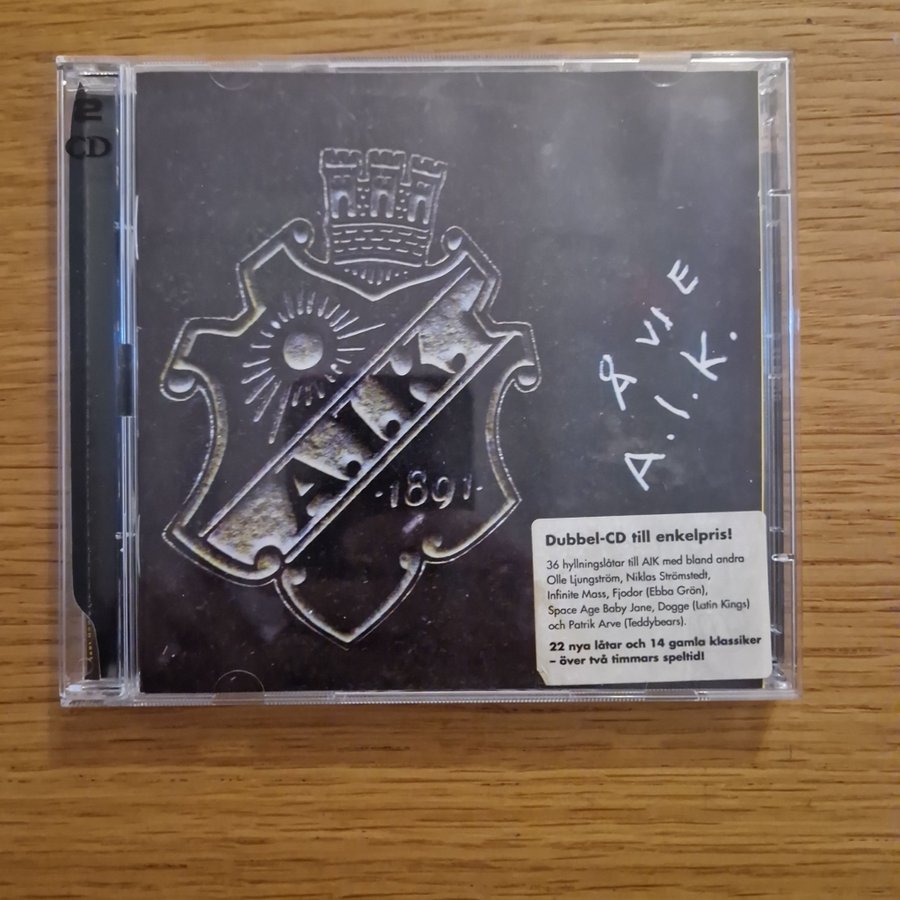 2
CD
A.I.K.
·1891·
Å VI E
A.I.K.
Dubbel-CD till enkelpris!
36 hyllningslåtar till AIK med bland andra
Olle Ljungström, Niklas Strömstedt,
Infinite Mass, Fjodor (Ebba Grön),
Space Age Baby Jane, Dogge (Latin Kings)
och Patrik Arve (Teddybears).
22 nya låtar och 14 gamla klassiker
– över två timmars speltid!